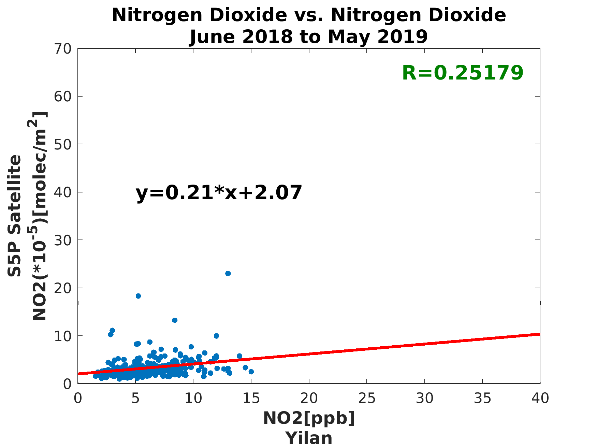 Nitrogen Dioxide vs. Nitrogen Dioxide
June 2018 to May 2019
70
60
50
40
30
20
10
0
R=0.25179
y=0.21*x+2.07
S5P Satellite
NO2(*10^-5)[molec/m^2]
0 5 10 15 20 25 30 35 40
NO2[ppb]
Yilan